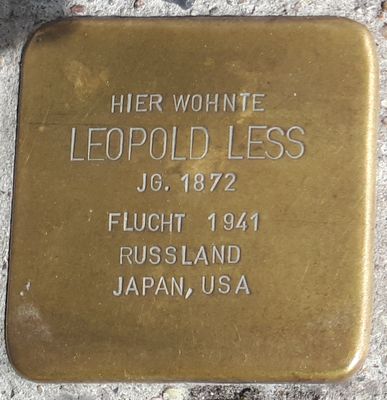 HIER WOHNTE
LEOPOLD LESS
JG. 1872
FLUCHT 1941
RUSSLAND
JAPAN, USA